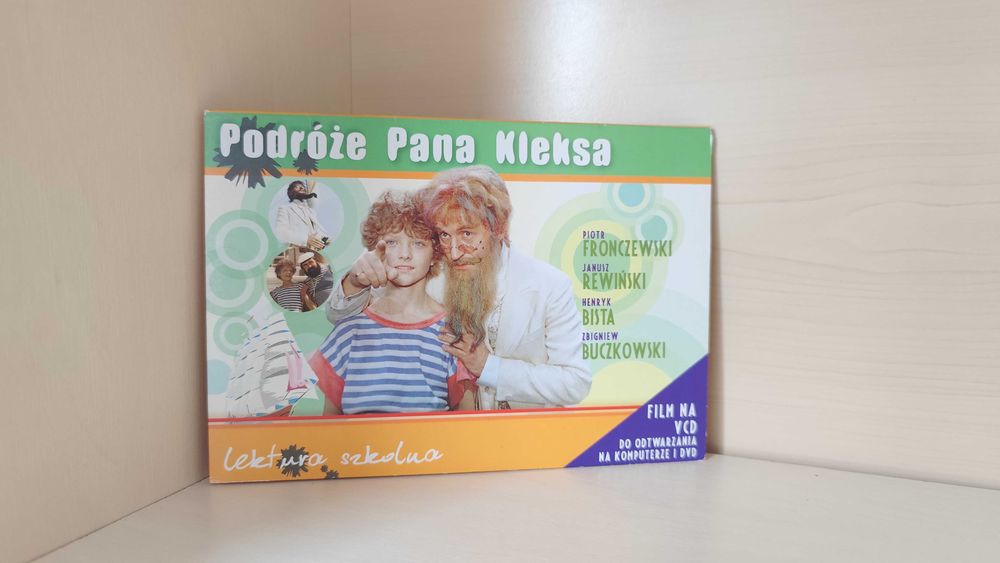 Podróże Pana Kleksa
PIOTR
FRONCZEWSKI
JANUSZ
REWIŃSKI
HENRYK
BISTA
ZBIGNIEW
BUCZKOWSKI
FILM NA
VCD
DO ODTWARZANIA
NA KOMPUTERZE I DVD
lektura szkolna